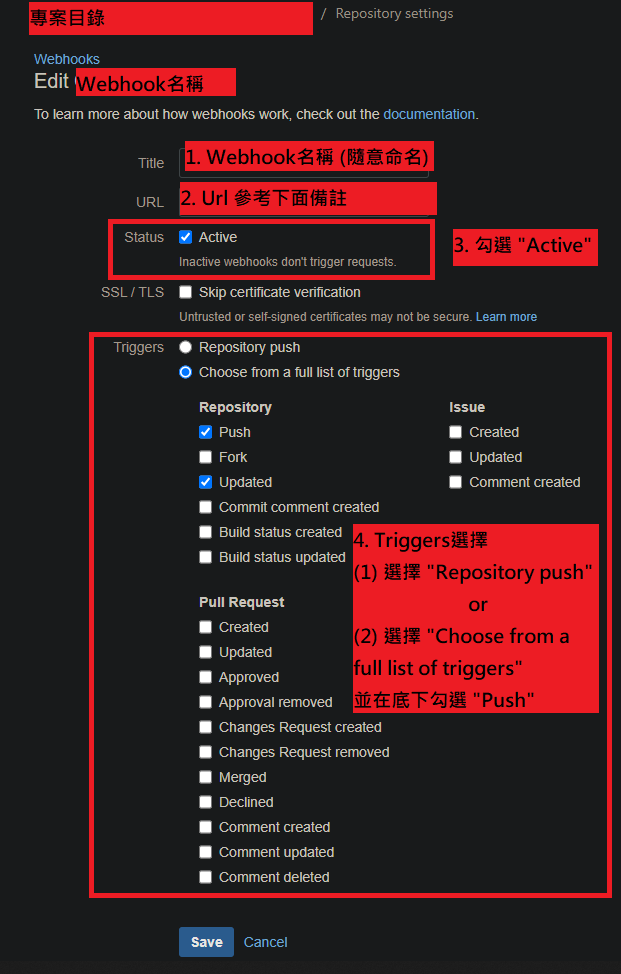 專案目錄 / Repository settings
Webhooks
Edit Webhook名稱
To learn more about how webhooks work, check out the documentation.
Title 1. Webhook名稱 (隨意命名)
URL 2. Url 參考下面備註
Status Active
3. 勾選 "Active"
Inactive webhooks don't trigger requests.
SSL / TLS Skip certificate verification
Untrusted or self-signed certificates may not be secure. Learn more
Triggers Repository push
Choose from a full list of triggers
Repository
Push
Fork
Updated
Commit comment created
Build status created
Build status updated
Issue
Created
Updated
Comment created
4. Triggers選擇
(1) 選擇 "Repository push"
or
(2) 選擇 "Choose from a
full list of triggers"
並在底下勾選 "Push"
Pull Request
Created
Updated
Approved
Approval removed
Changes Request created
Changes Request removed
Merged
Declined
Comment created
Comment updated
Comment deleted
Save Cancel